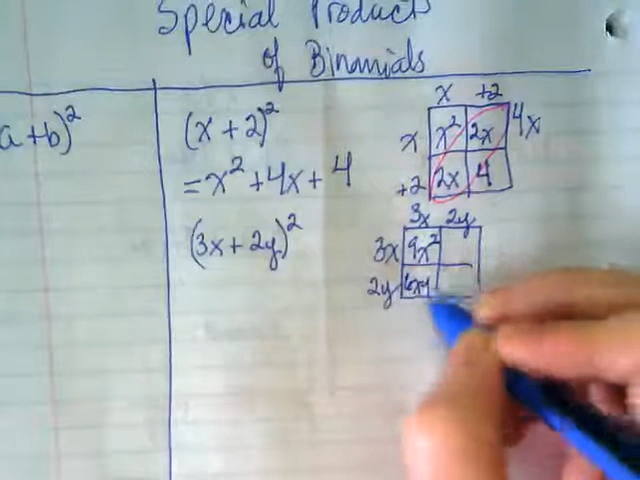 Special Products
of Binomials
a+b)²
(x + 2)²
= x² + 4x + 4
(3x + 2y)²
x +2
x x² 2x 4x
+2 2x 4
3x 2y
3x 9x²
2y 6xy